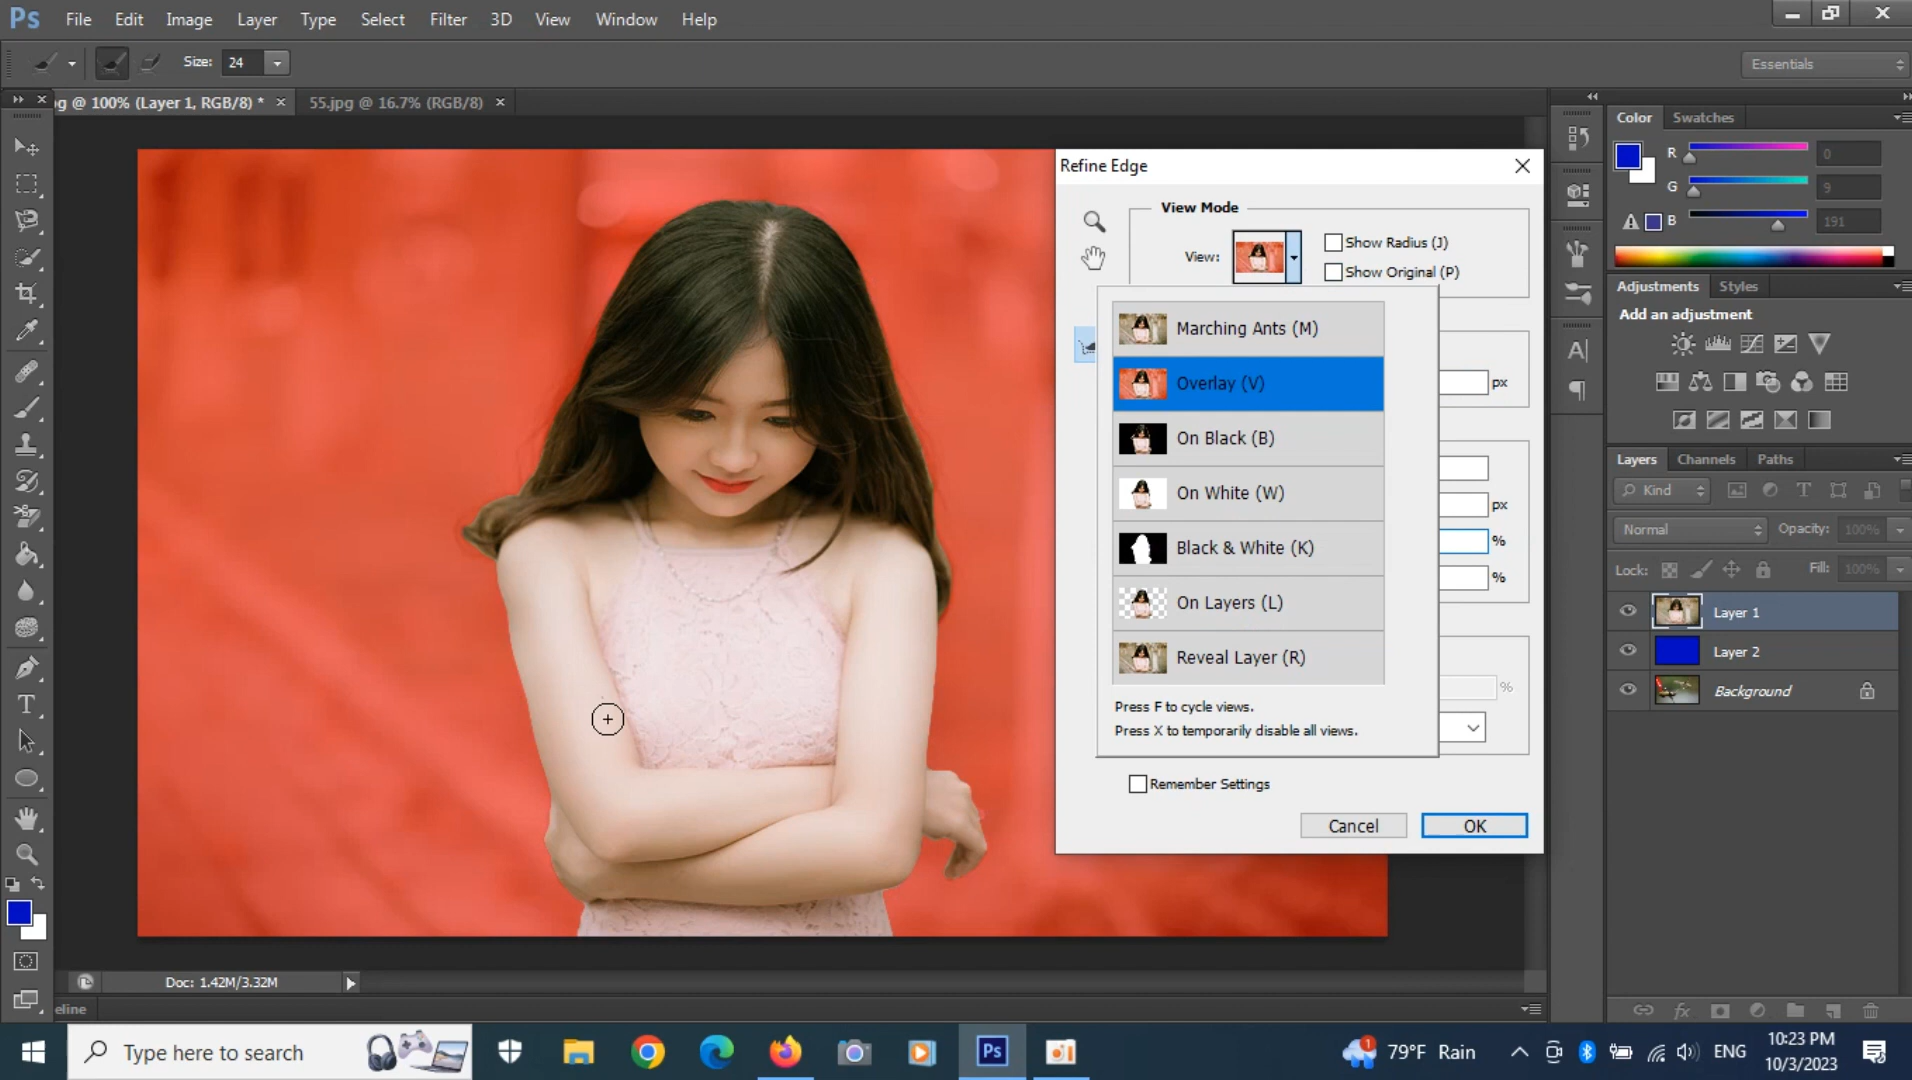 Ps File Edit Image Layer Type Select Filter 3D View Window Help
Size: 24 Essentials
g @ 100% (Layer 1, RGB/8) * × 55.jpg @ 16.7% (RGB/8) ×
Refine Edge
View Mode
View:
Show Radius (J)
Show Original (P)
Marching Ants (M)
Overlay (V)
On Black (B)
On White (W)
Black & White (K)
On Layers (L)
Reveal Layer (R)
Press F to cycle views.
Press X to temporarily disable all views.
px
px
%
%
%
Remember Settings
Cancel OK
Color Swatches
R 0
G 9
B 191
Adjustments Styles
Add an adjustment
Layers Channels Paths
Kind
Normal Opacity: 100%
Lock: Fill: 100%
Layer 1
Layer 2
Background
Doc: 1.42M/3.32M
eline
Type here to search
Ps
1
79°F Rain
ENG
10:23 PM
10/3/2023